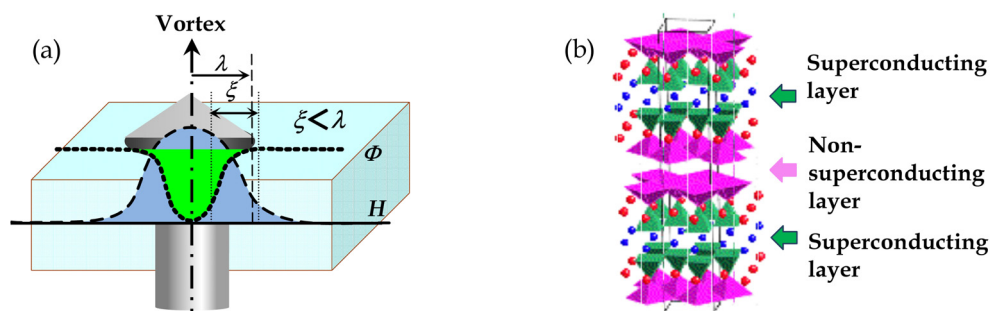 Vortex
(a)
λ
ξ
ξ<λ
Φ
H
(b)
Superconducting
layer
Non-
superconducting
layer
Superconducting
layer